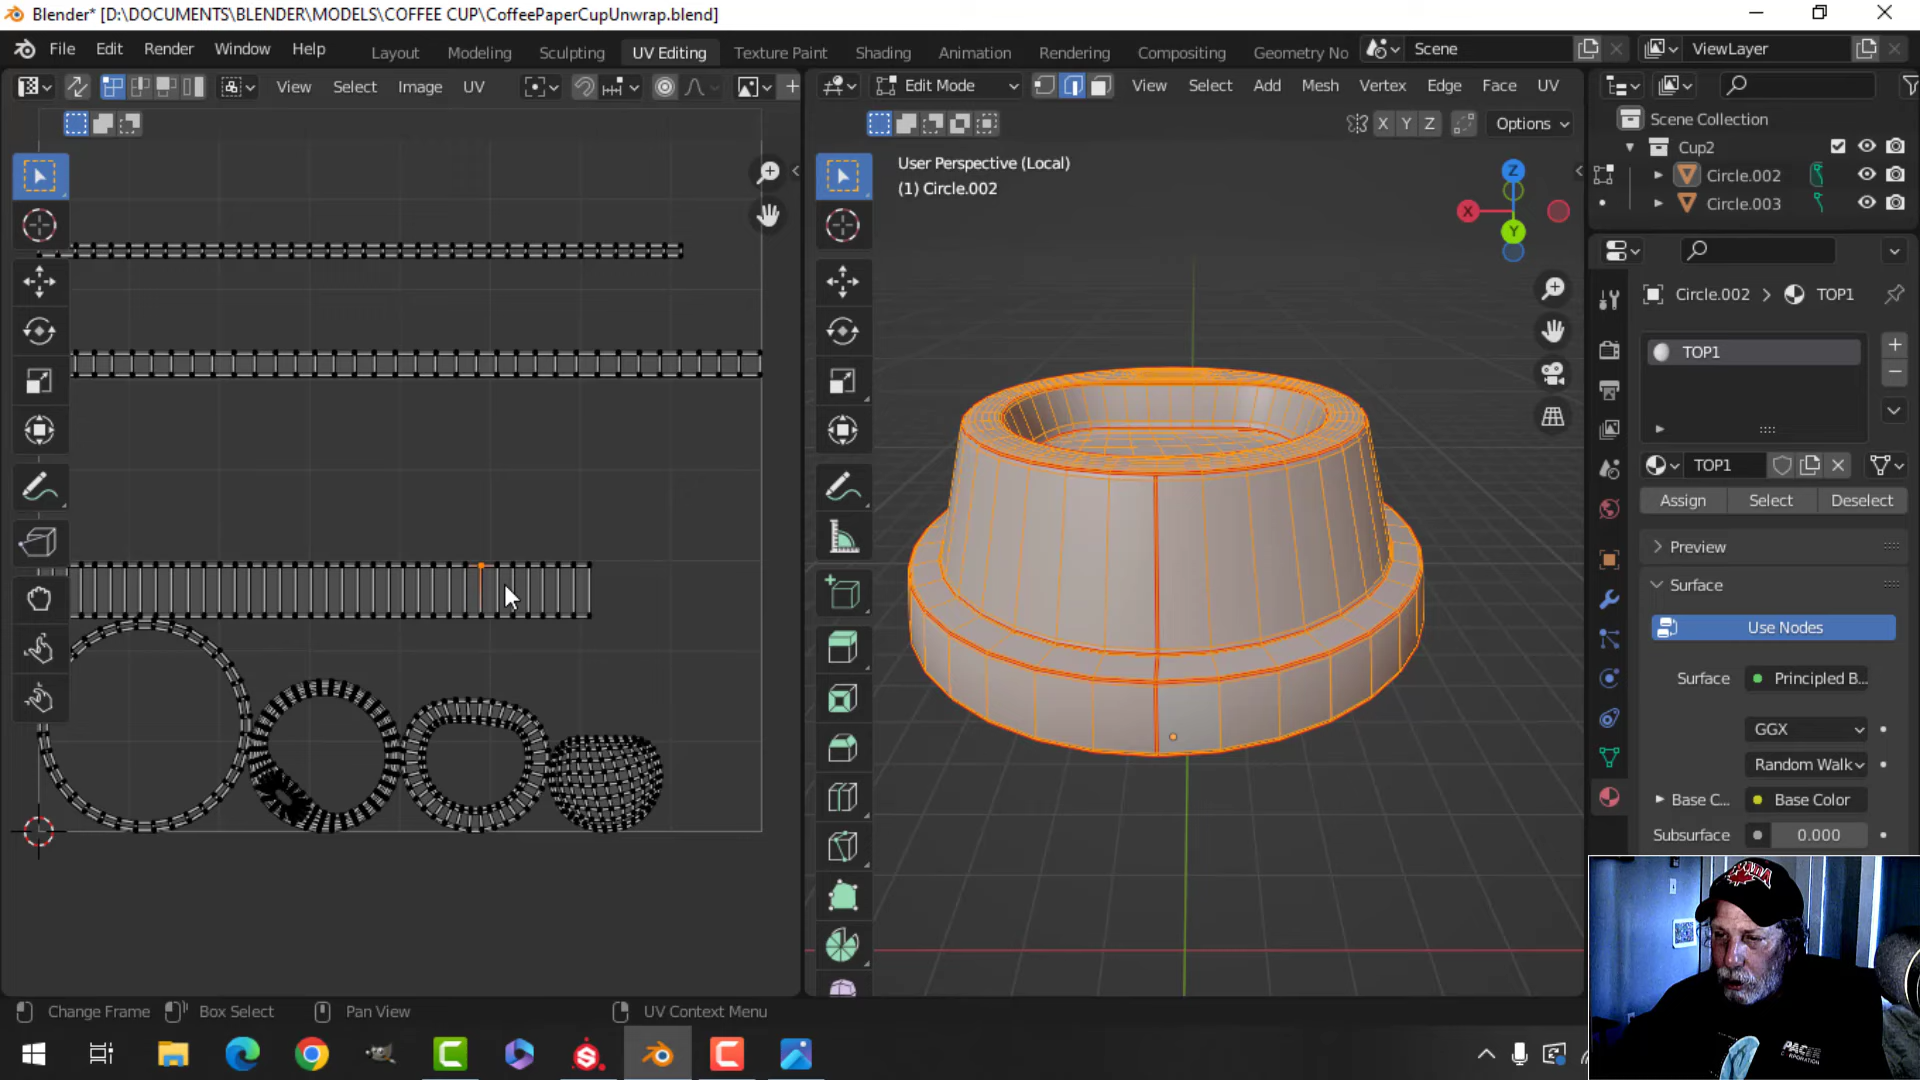 Blender* [D:\DOCUMENTS\BLENDER\MODELS\COFFEE CUP\CoffeePaperCupUnwrap.blend]
File Edit Render Window Help
Layout Modeling Sculpting UV Editing Texture Paint Shading Animation Rendering Compositing Geometry No
Scene
ViewLayer
View Select Image UV
Edit Mode
View Select Add Mesh Vertex Edge Face UV
X Y Z
Options
User Perspective (Local)
(1) Circle.002
Z
X
Y
Scene Collection
Cup2
Circle.002
Circle.003
Circle.002 > TOP1
TOP1
TOP1
Assign Select Deselect
Preview
Surface
Use Nodes
Surface Principled B...
GGX
Random Walk
Base C... Base Color
Subsurface 0.000
Change Frame Box Select Pan View UV Context Menu
CANADA
PACER
CORPORATION